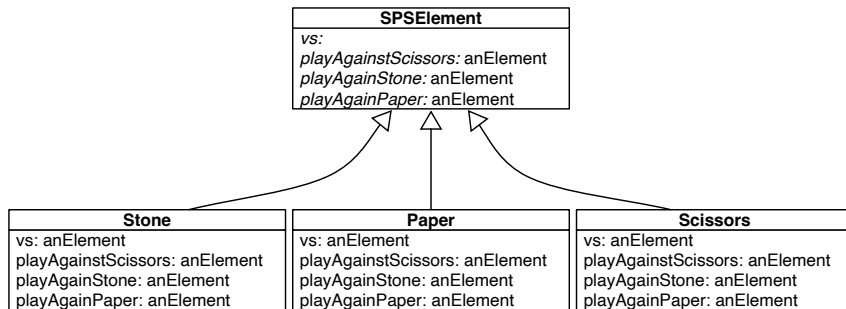 SPSElement
vs:
playAgainstScissors: anElement
playAgainStone: anElement
playAgainPaper: anElement
Stone
vs: anElement
playAgainstScissors: anElement
playAgainStone: anElement
playAgainPaper: anElement
Paper
vs: anElement
playAgainstScissors: anElement
playAgainStone: anElement
playAgainPaper: anElement
Scissors
vs: anElement
playAgainstScissors: anElement
playAgainStone: anElement
playAgainPaper: anElement